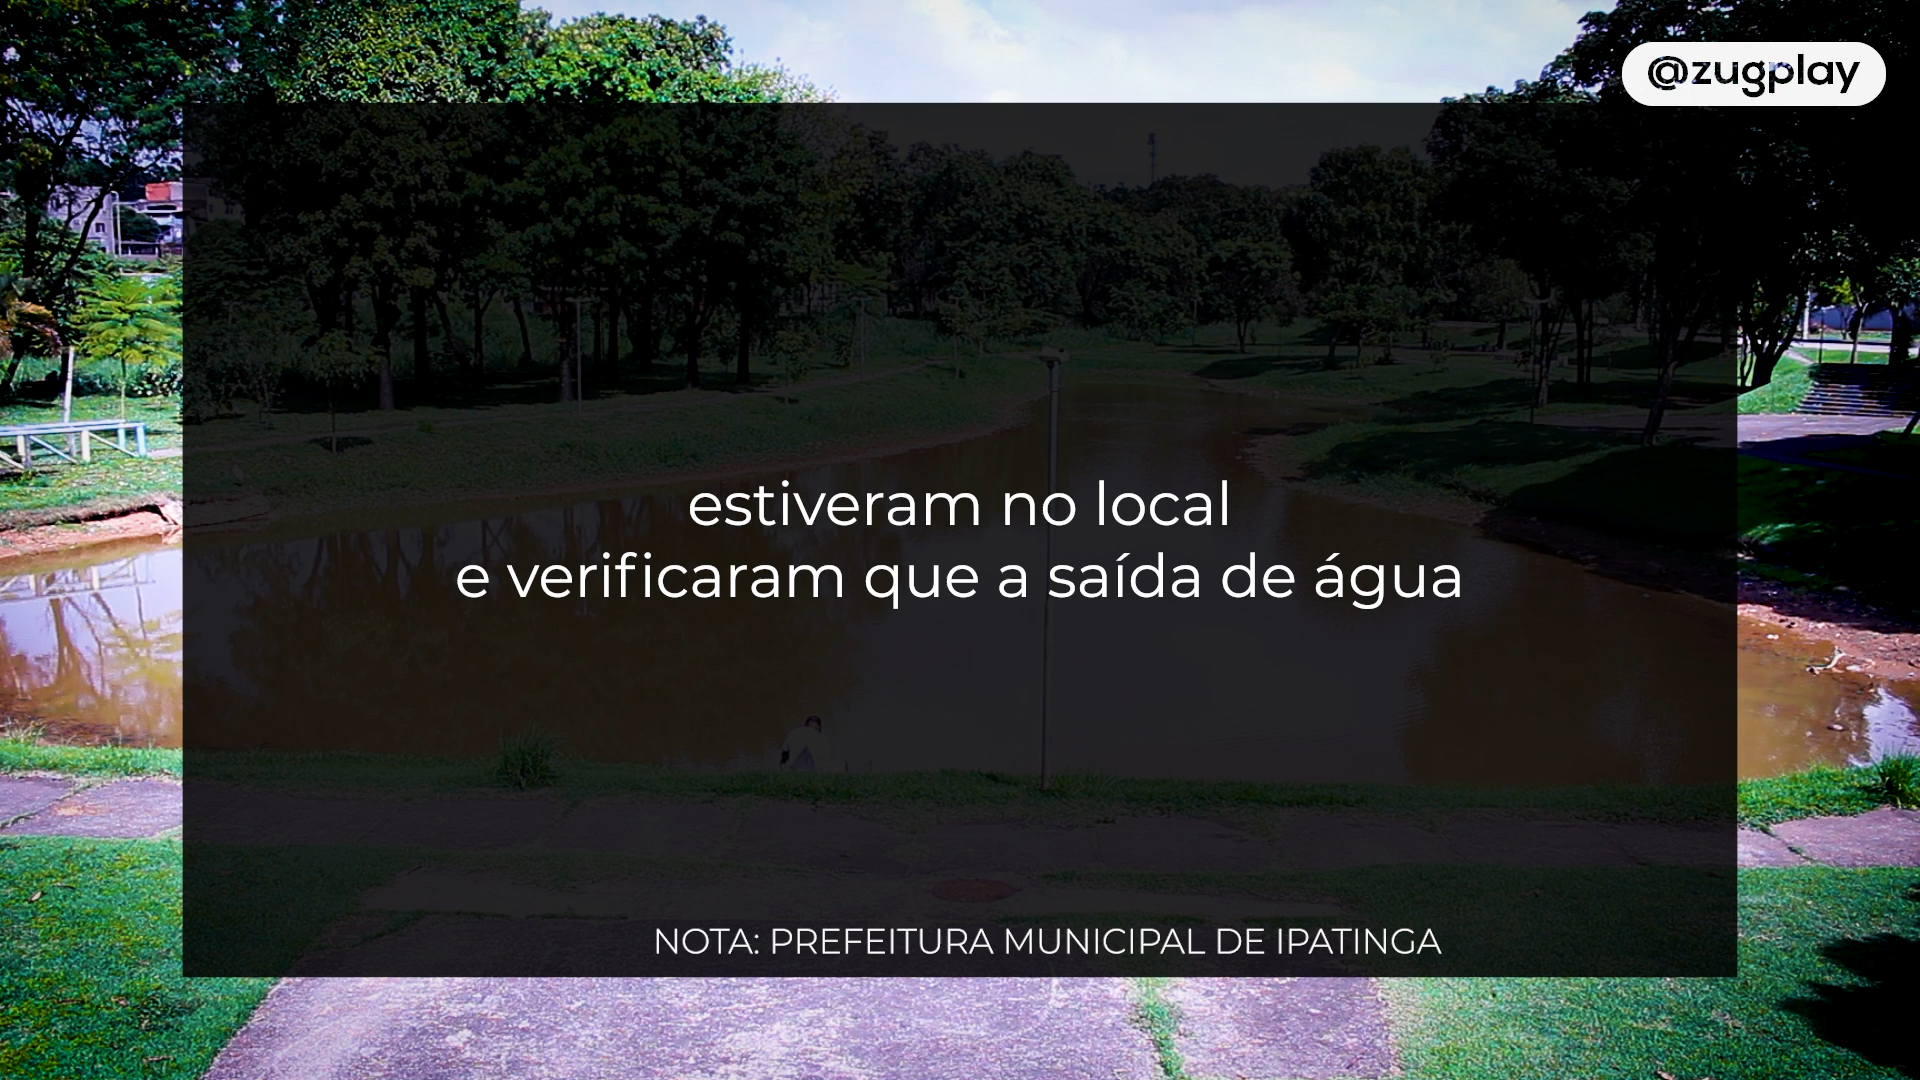 @zugplay
estiveram no local
e verificaram que a saída de água
NOTA: PREFEITURA MUNICIPAL DE IPATINGA